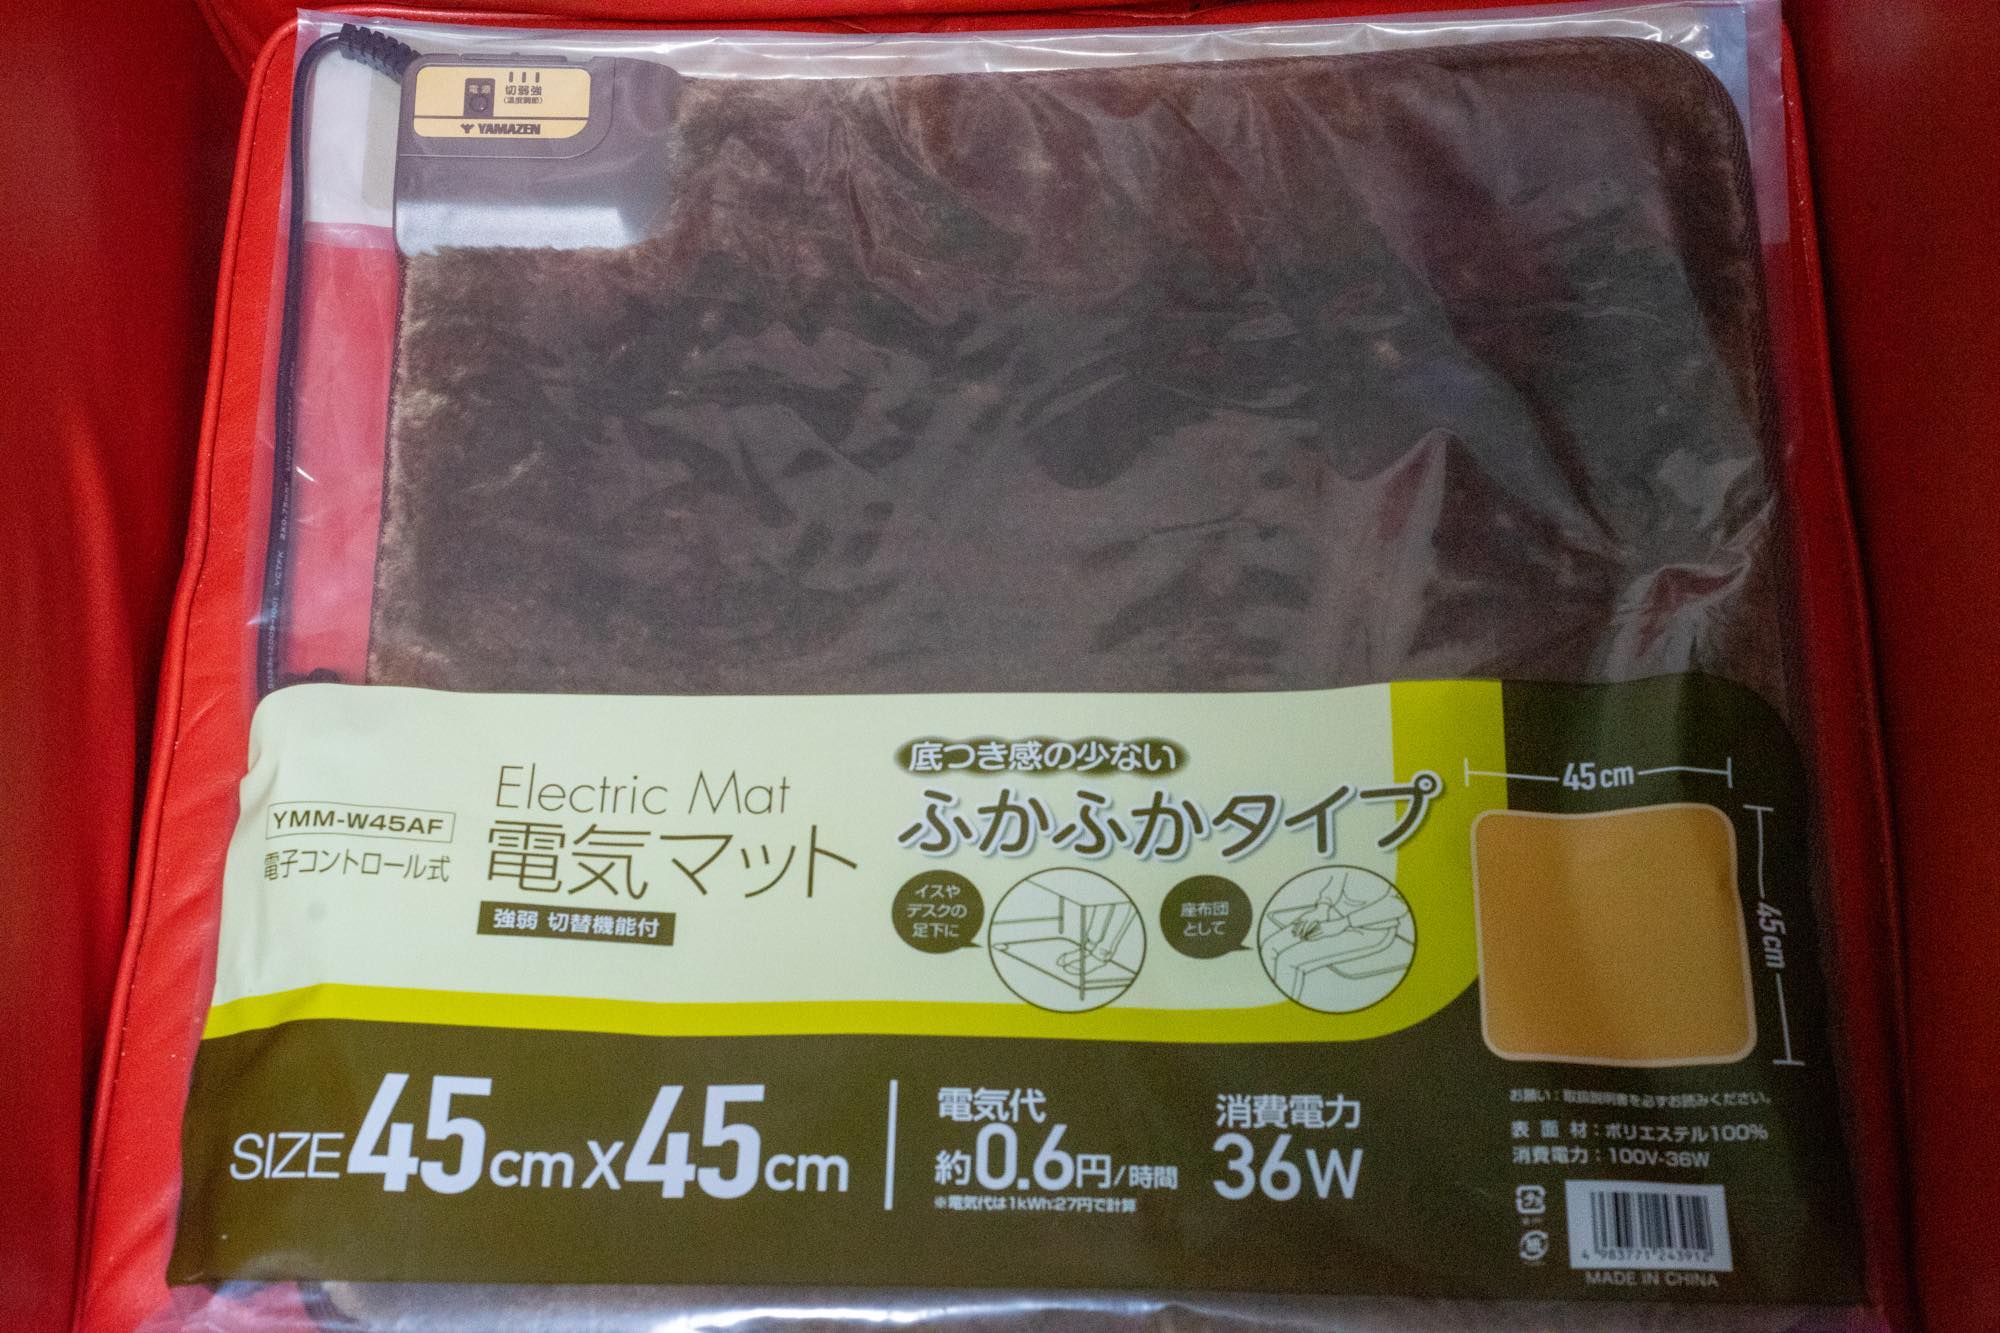 電源
切 弱 強
(温度調節)
YAMAZEN
YMM-W45AF
電子コントロール式
Electric Mat
電気マット
強弱 切替機能付
底つき感の少ない
ふかふかタイプ
イスや
デスクの
足下に
座布団
として
45cm
45cm
SIZE 45cm x 45cm
電気代
約0.6円/時間
※電気代は1kWh:27円で計算
消費電力
36W
お願い:取扱説明書を必ずお読みください。
表面材:ポリエステル100%
消費電力:100V-36W
プラ
紙
4 983771 243912
MADE IN CHINA